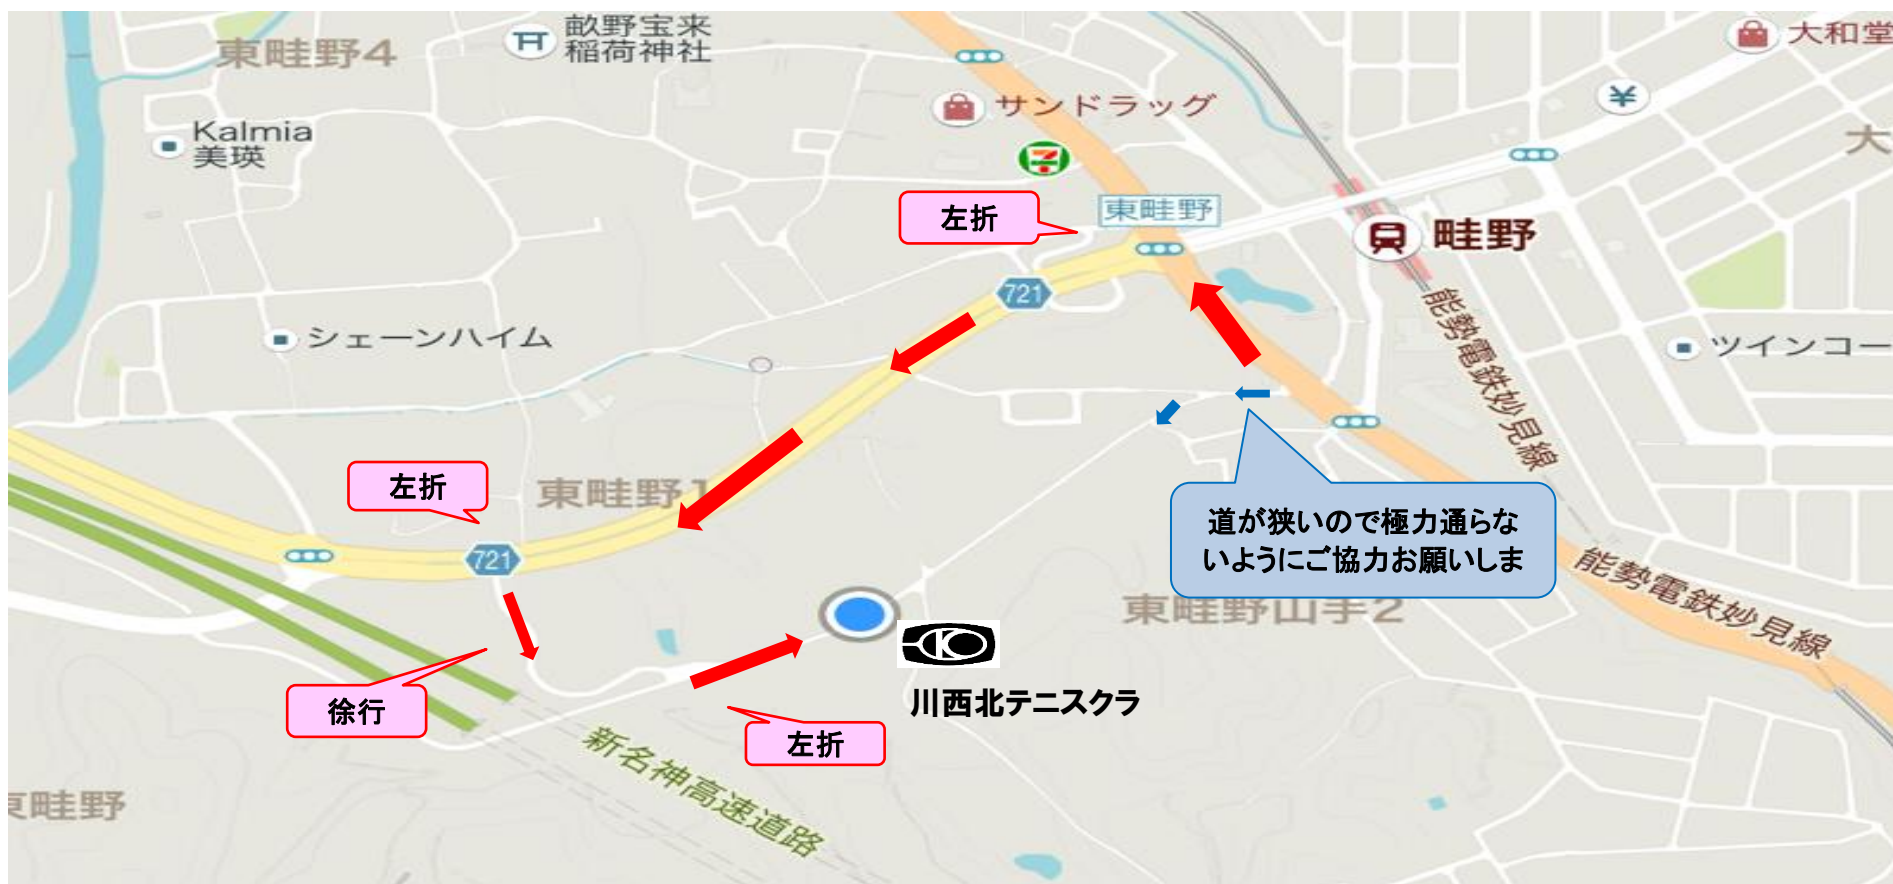 畝野宝来
稲荷神社
東畦野4
大和堂
サンドラッグ
¥
Kalmia
美瑛
大
7
左折
東畦野
畦野
721
シェーンハイム
能勢電鉄妙見線
ツインコー
左折
東畦野1
道が狭いので極力通らな
いようにご協力お願いしま
721
能勢電鉄妙見線
東畦野山手2
徐行
川西北テニスクラ
左折
新名神高速道路
東畦野